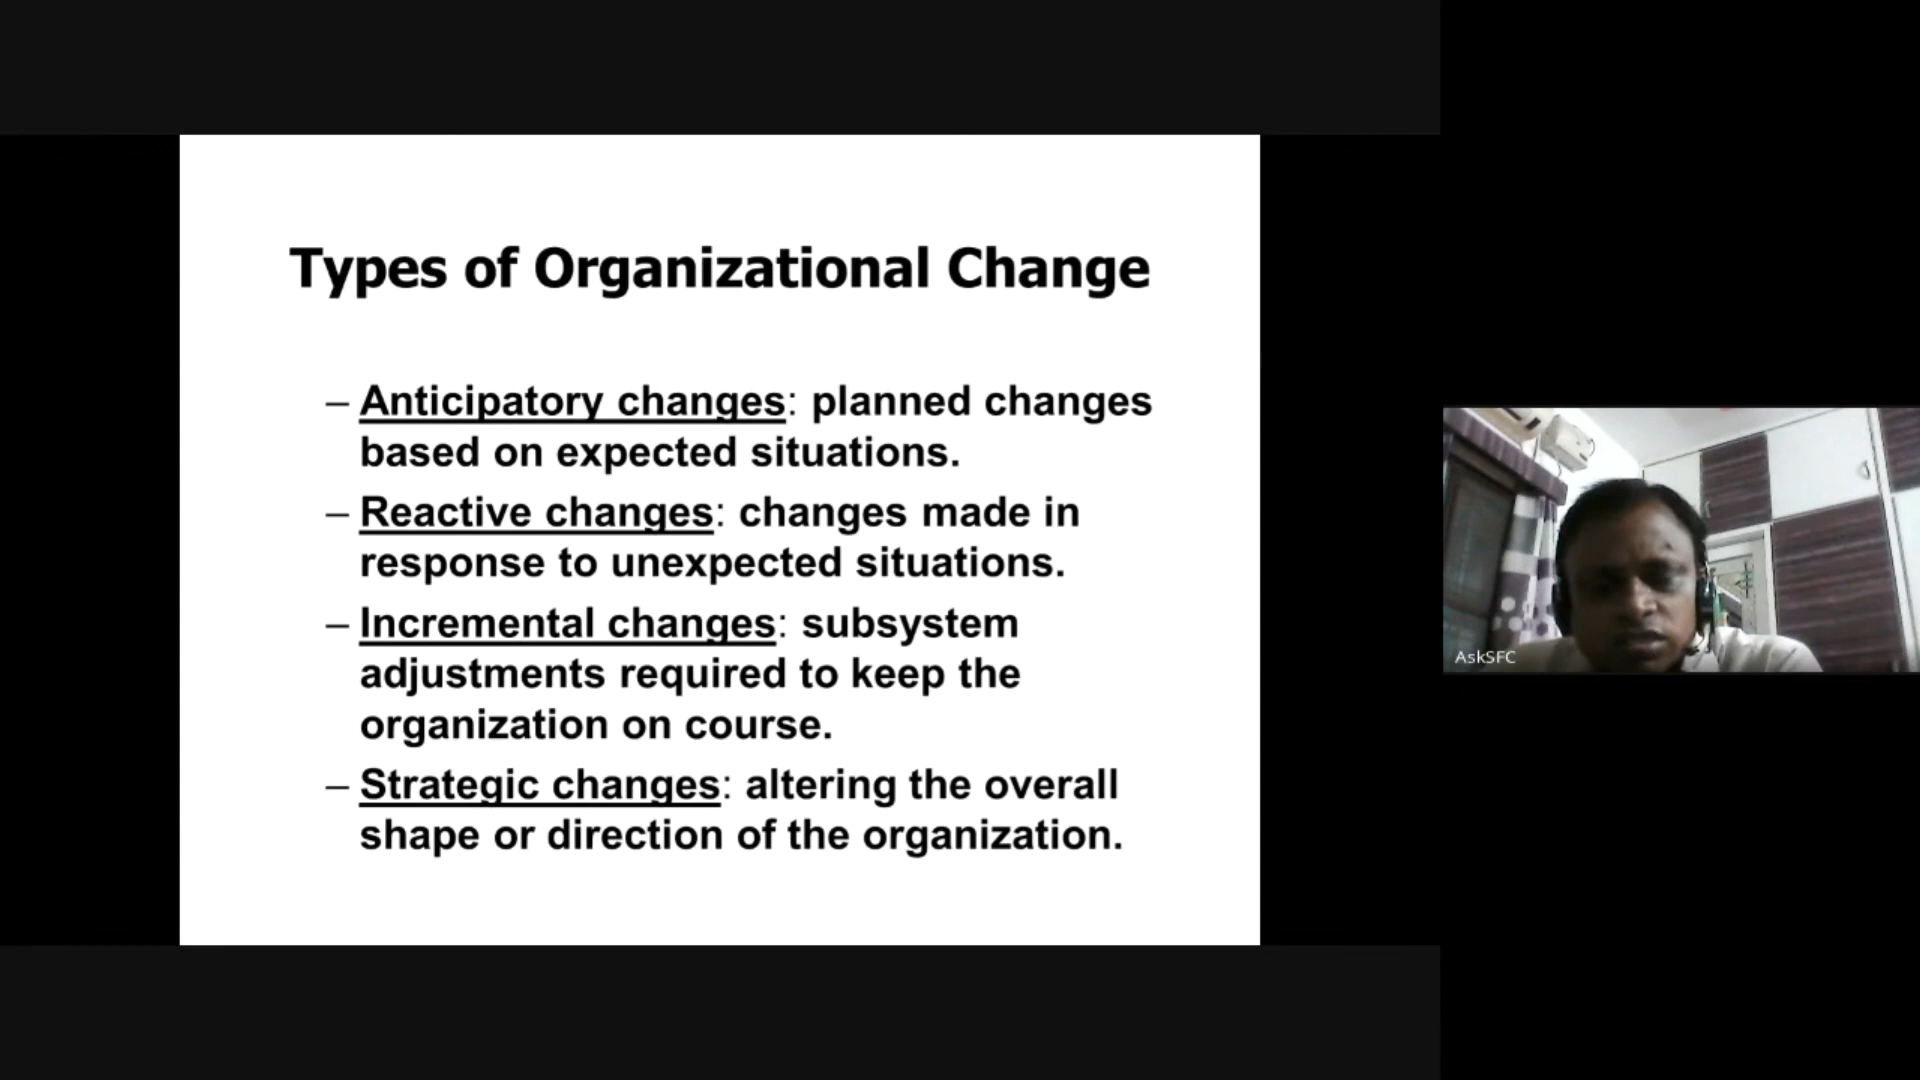 Types of Organizational Change
– Anticipatory changes: planned changes
based on expected situations.
– Reactive changes: changes made in
response to unexpected situations.
– Incremental changes: subsystem
adjustments required to keep the
organization on course.
– Strategic changes: altering the overall
shape or direction of the organization.
AskSFC